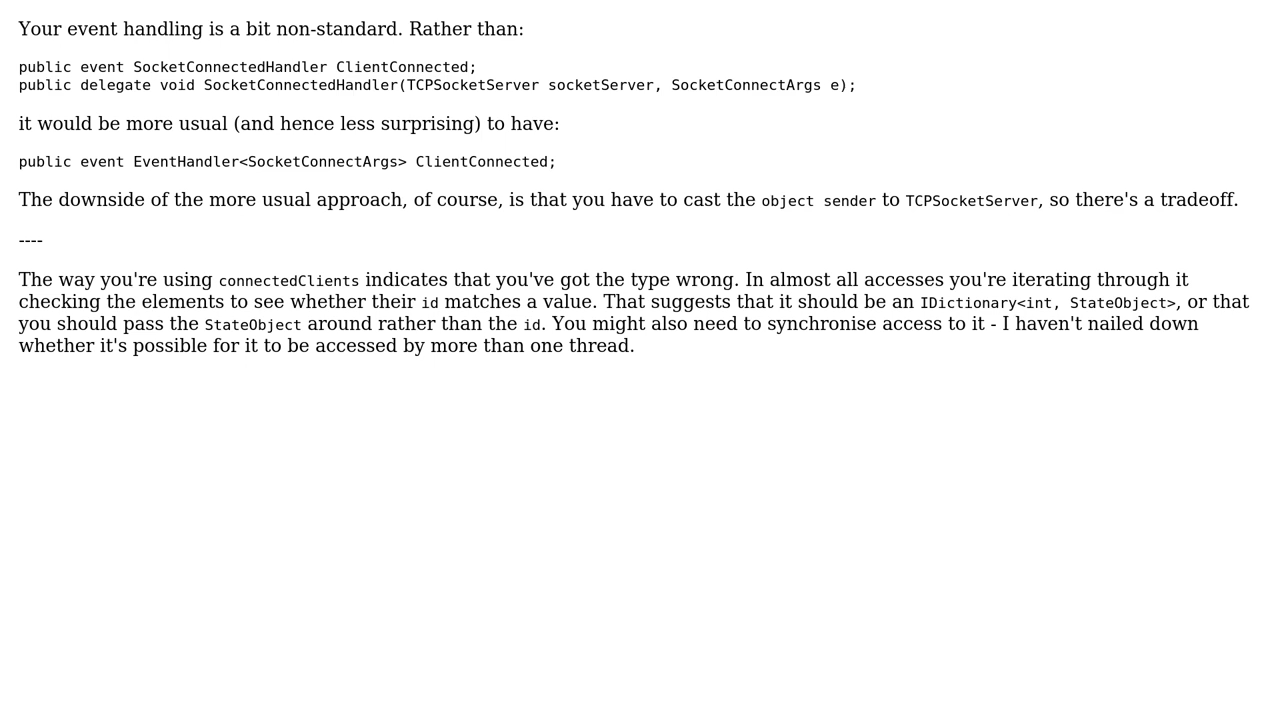 Your event handling is a bit non-standard. Rather than:
public event SocketConnectedHandler ClientConnected;
public delegate void SocketConnectedHandler(TCPSocketServer socketServer, SocketConnectArgs e);
it would be more usual (and hence less surprising) to have:
public event EventHandler<SocketConnectArgs> ClientConnected;
The downside of the more usual approach, of course, is that you have to cast the object sender to TCPSocketServer, so there's a tradeoff.
----
The way you're using connectedClients indicates that you've got the type wrong. In almost all accesses you're iterating through it
checking the elements to see whether their id matches a value. That suggests that it should be an IDictionary<int, StateObject>, or that
you should pass the StateObject around rather than the id. You might also need to synchronise access to it - I haven't nailed down
whether it's possible for it to be accessed by more than one thread.